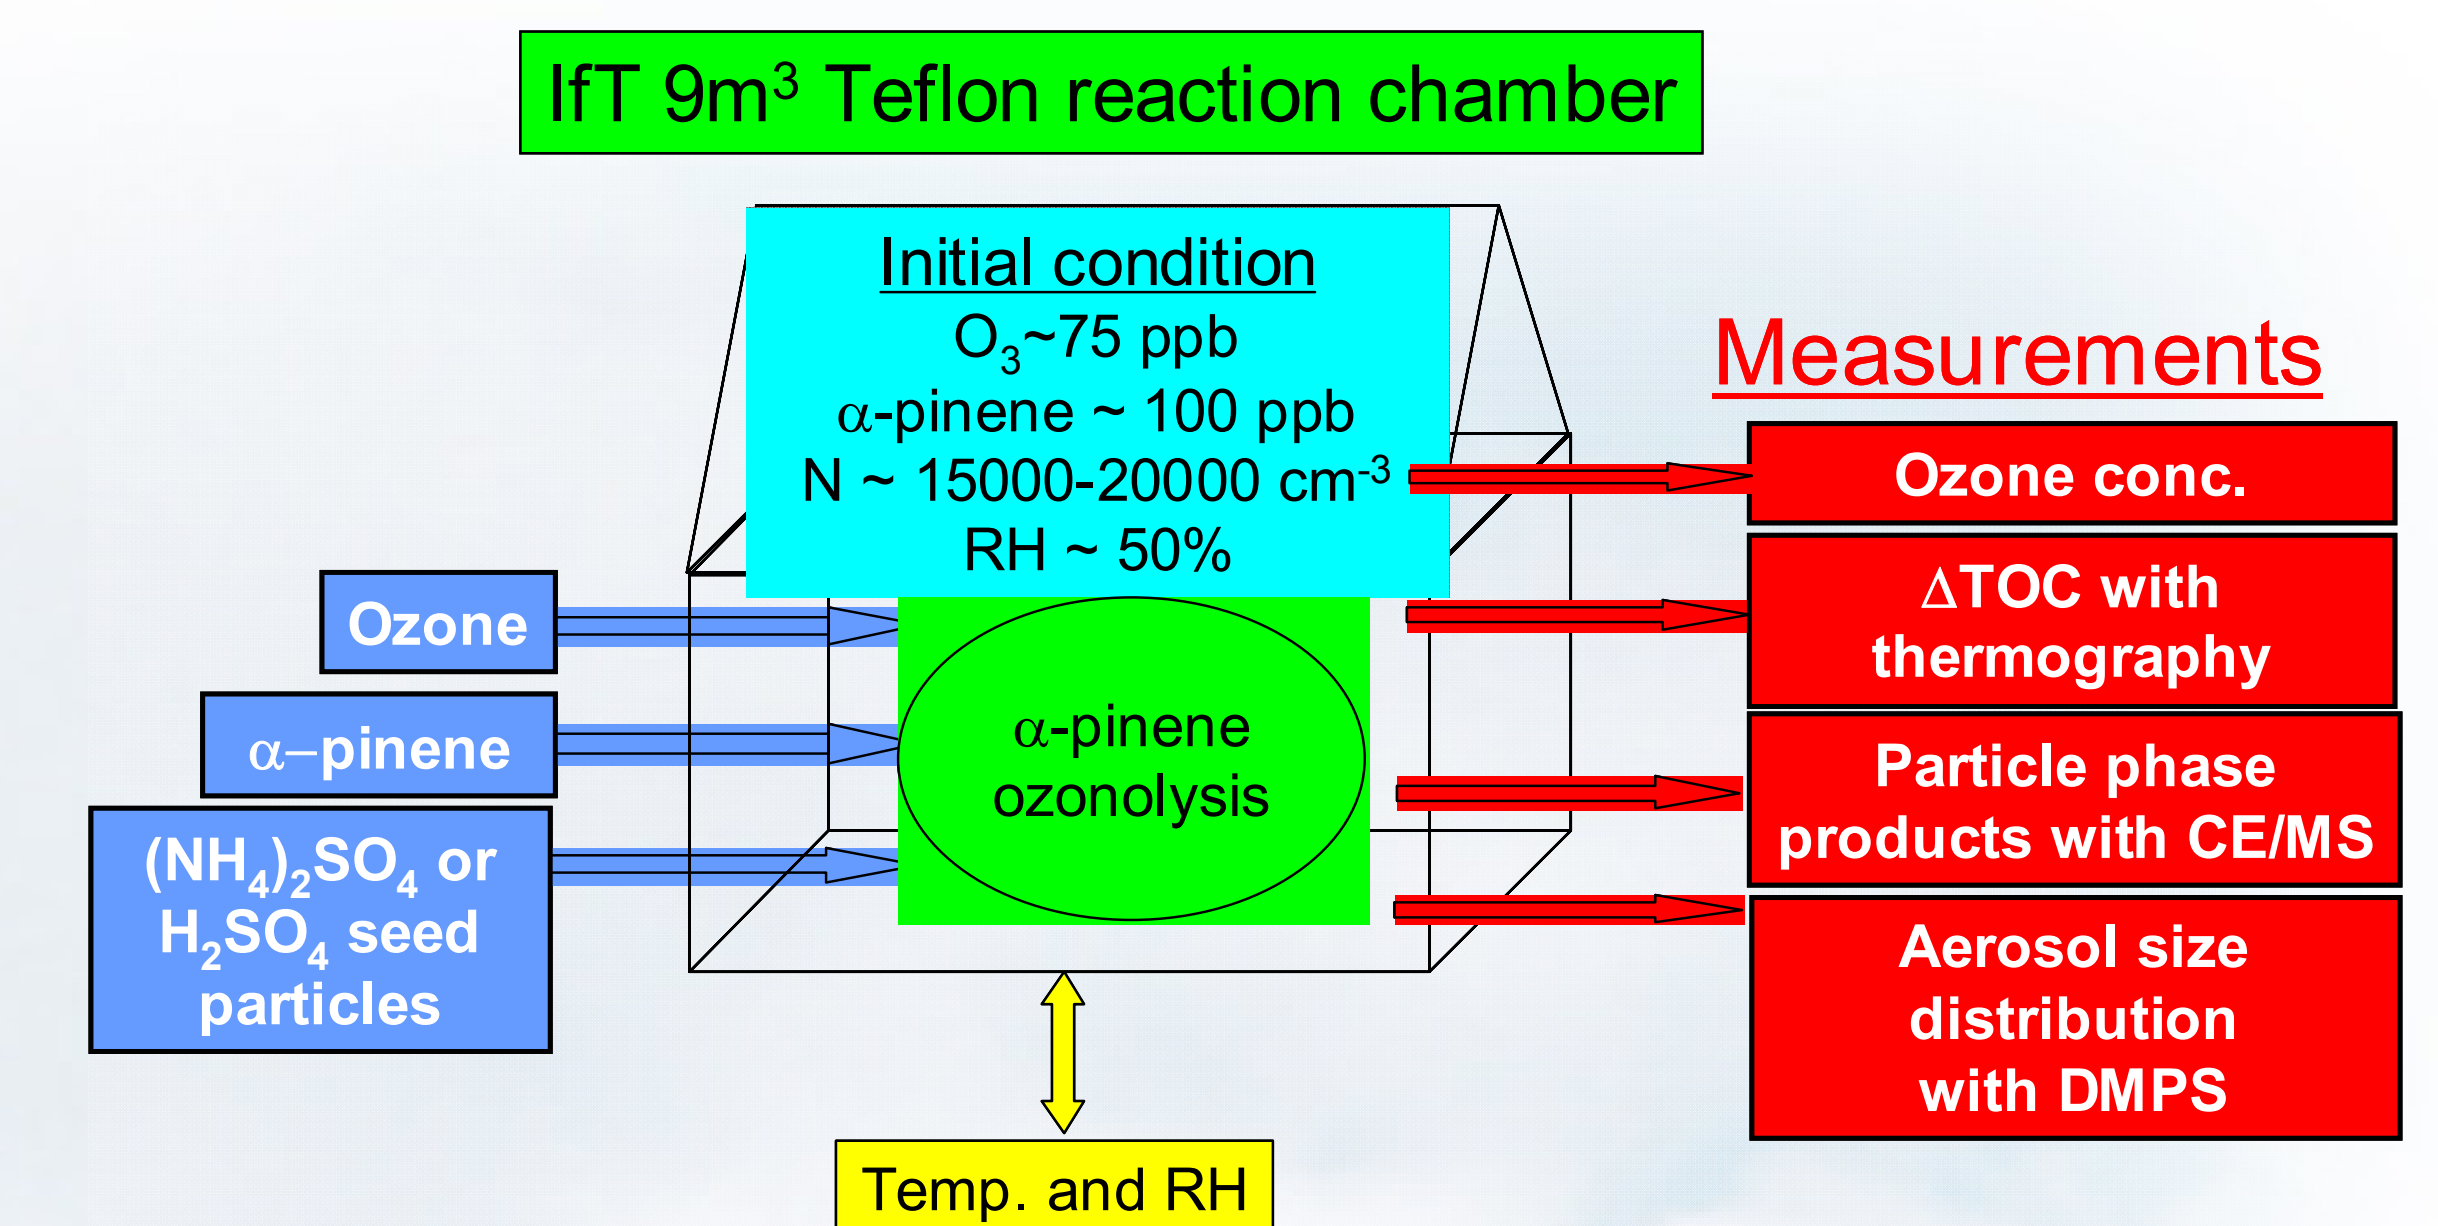 IfT 9m³ Teflon reaction chamber
Initial condition
O₃~75 ppb
α-pinene ~ 100 ppb
N ~ 15000-20000 cm⁻³
RH ~ 50%
Measurements
Ozone conc.
ΔTOC with
thermography
Particle phase
products with CE/MS
Aerosol size
distribution
with DMPS
Ozone
α–pinene
(NH₄)₂SO₄ or
H₂SO₄ seed
particles
α-pinene
ozonolysis
Temp. and RH